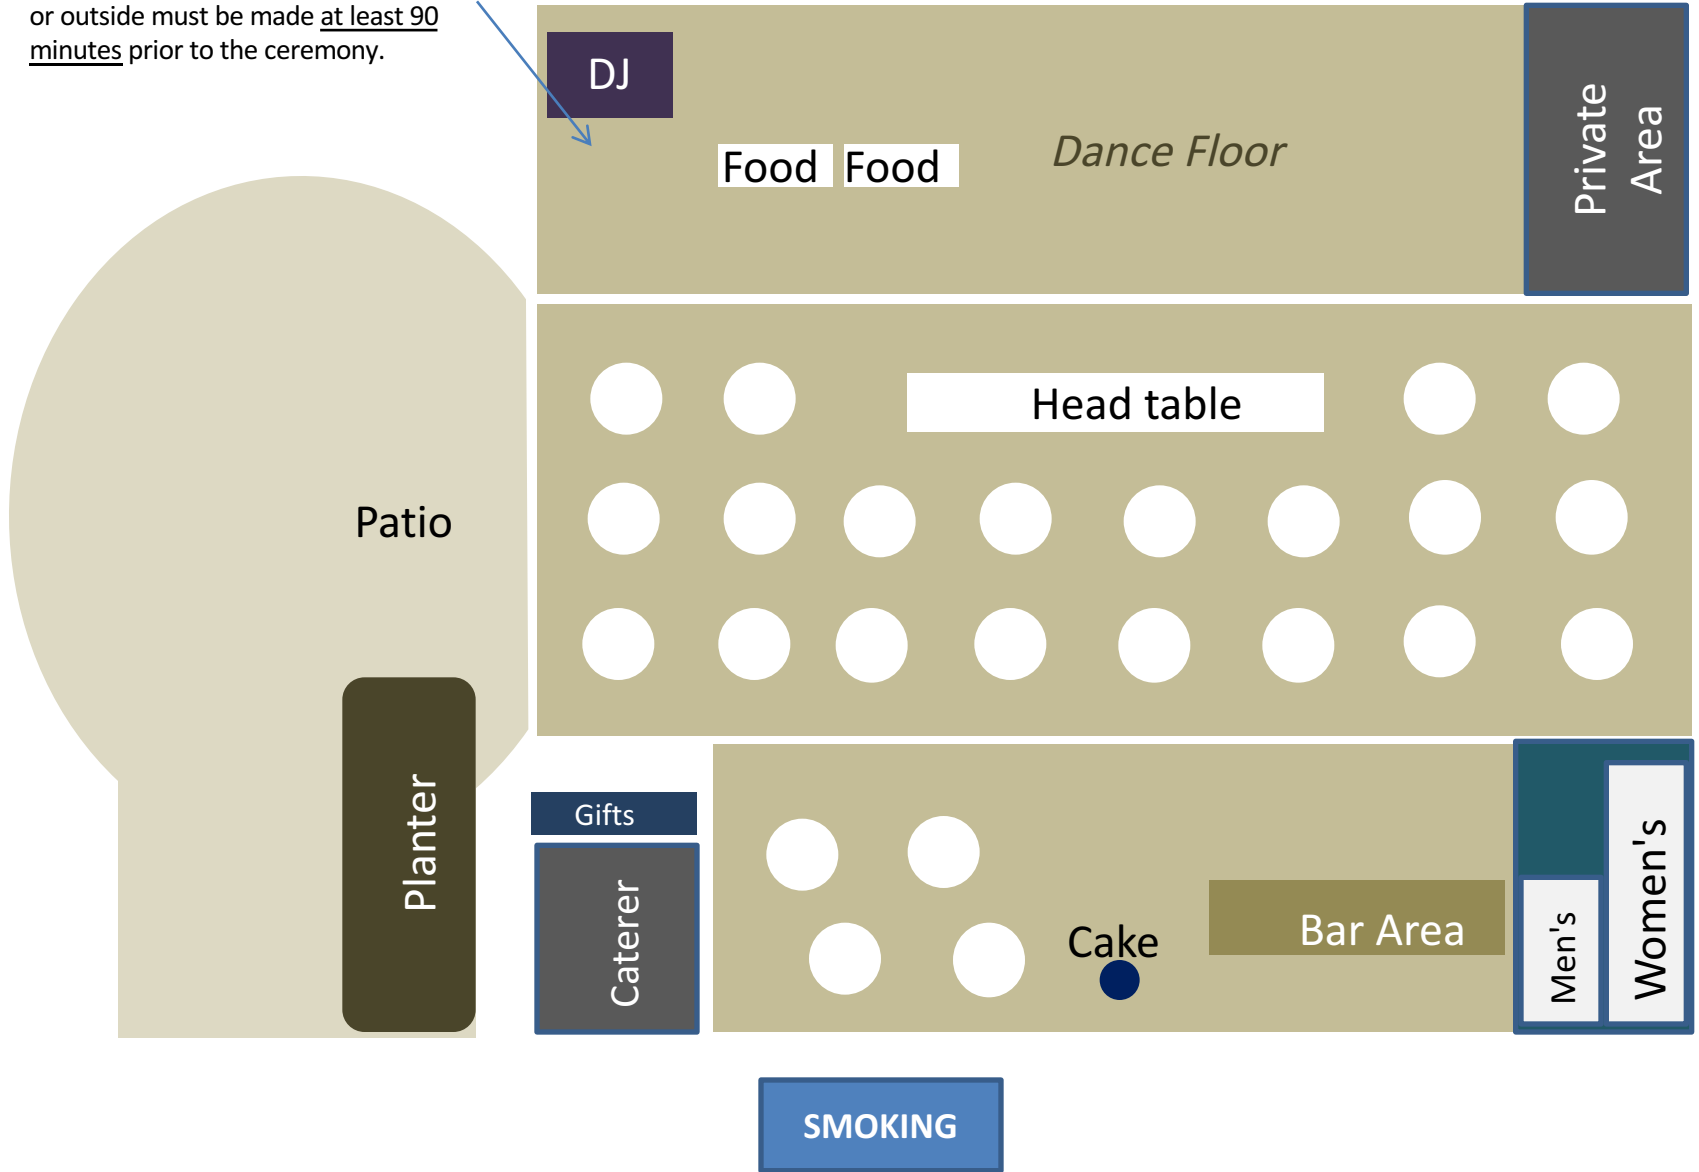 or outside must be made at least 90
minutes prior to the ceremony.
DJ
Food Food
Dance Floor
Private
Area
Head table
Patio
Planter
Gifts
Caterer
Cake
Bar Area
Men's
Women's
SMOKING